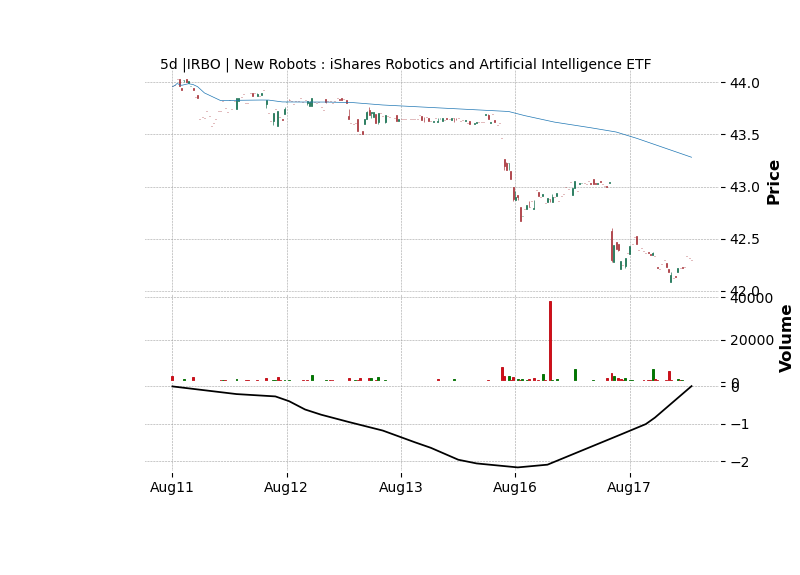 5d |IRBO | New Robots : iShares Robotics and Artificial Intelligence ETF
44.0
43.5
43.0
42.5
42.0
Price
40000
20000
0
Volume
0
−1
−2
Aug11 Aug12 Aug13 Aug16 Aug17